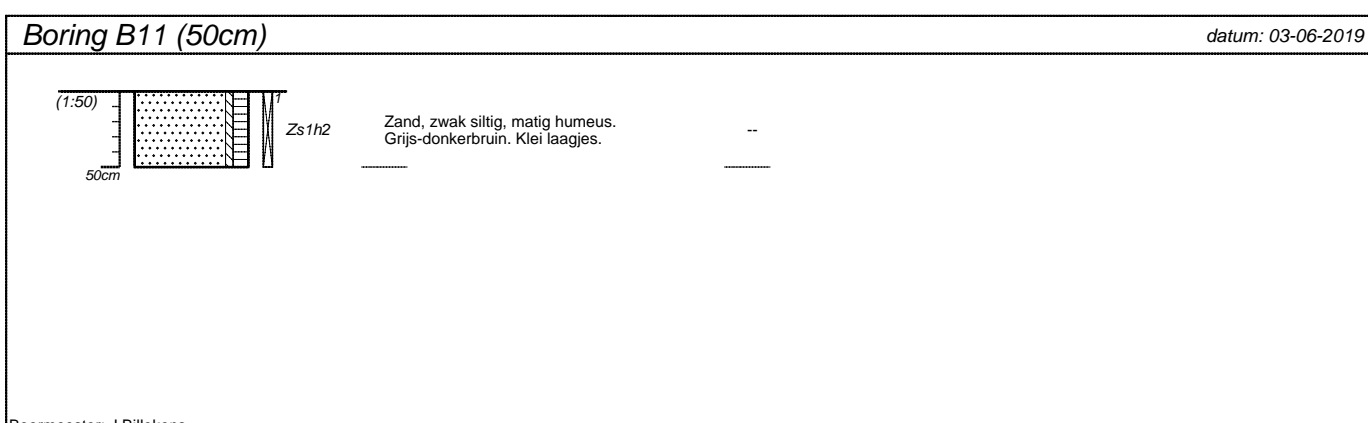 Boring B11 (50cm)
datum: 03-06-2019
(1:50)
1
Zs1h2
Zand, zwak siltig, matig humeus.
Grijs-donkerbruin. Klei laagjes.
--
50cm